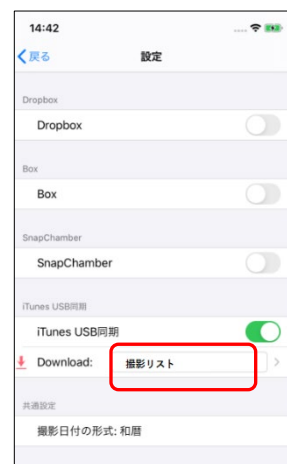 14:42
戻る
設定
Dropbox
Dropbox
Box
Box
SnapChamber
SnapChamber
iTunes USB同期
iTunes USB同期
Download: 撮影リスト
共通設定
撮影日付の形式: 和暦